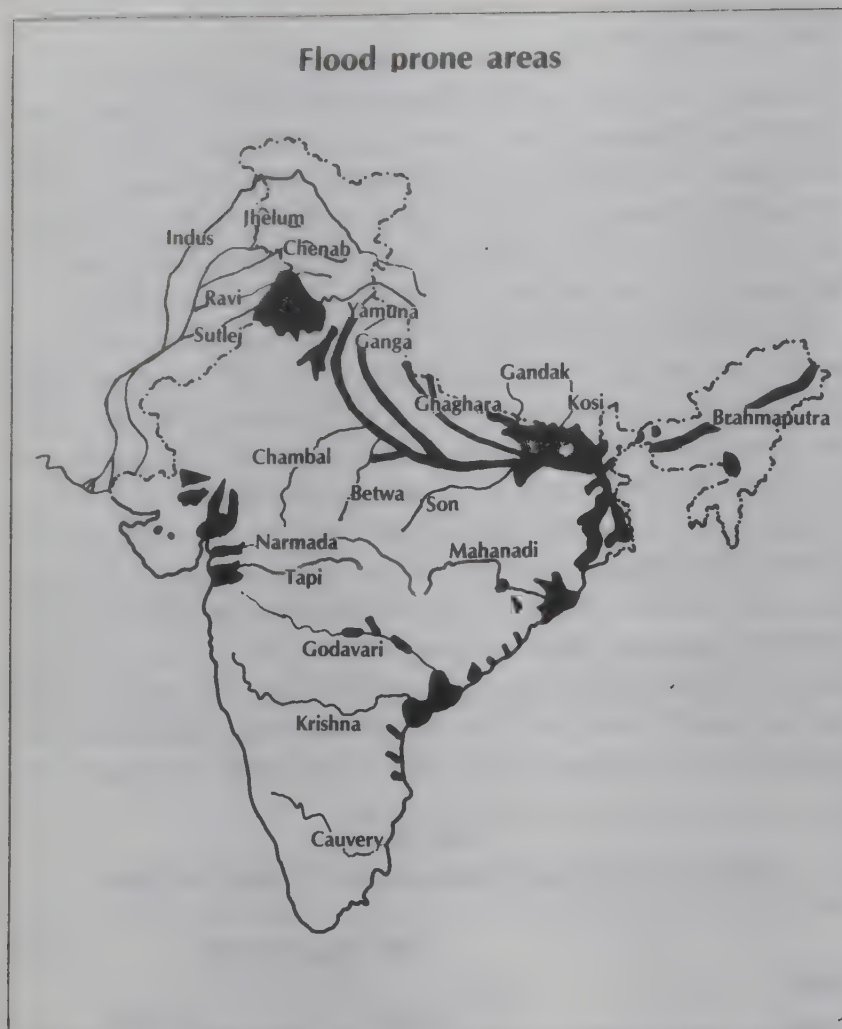 Flood prone areas
Jhelum
Indus
Chenab
Ravi
Yamuna
Sutlej
Ganga
Gandak
Ghaghara
Kosi
Brahmaputra
Chambal
Betwa
Son
Narmada
Mahanadi
Tapi
Godavari
Krishna
Cauvery